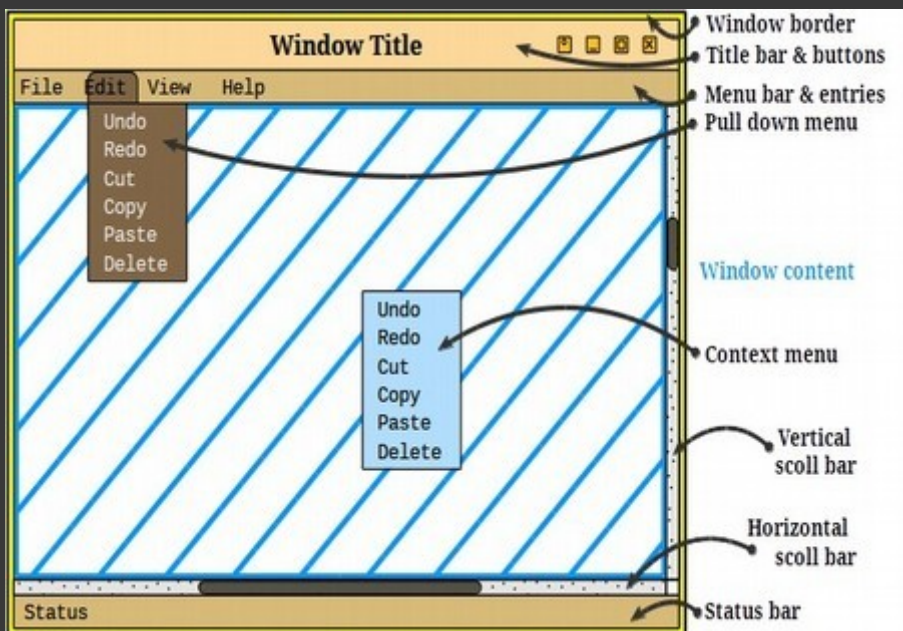 Window Title
Window border
Title bar & buttons
File Edit View Help
Menu bar & entries
Pull down menu
Undo
Redo
Cut
Copy
Paste
Delete
Window content
Undo
Redo
Cut
Copy
Paste
Delete
Context menu
Vertical
scoll bar
Horizontal
scoll bar
Status
Status bar